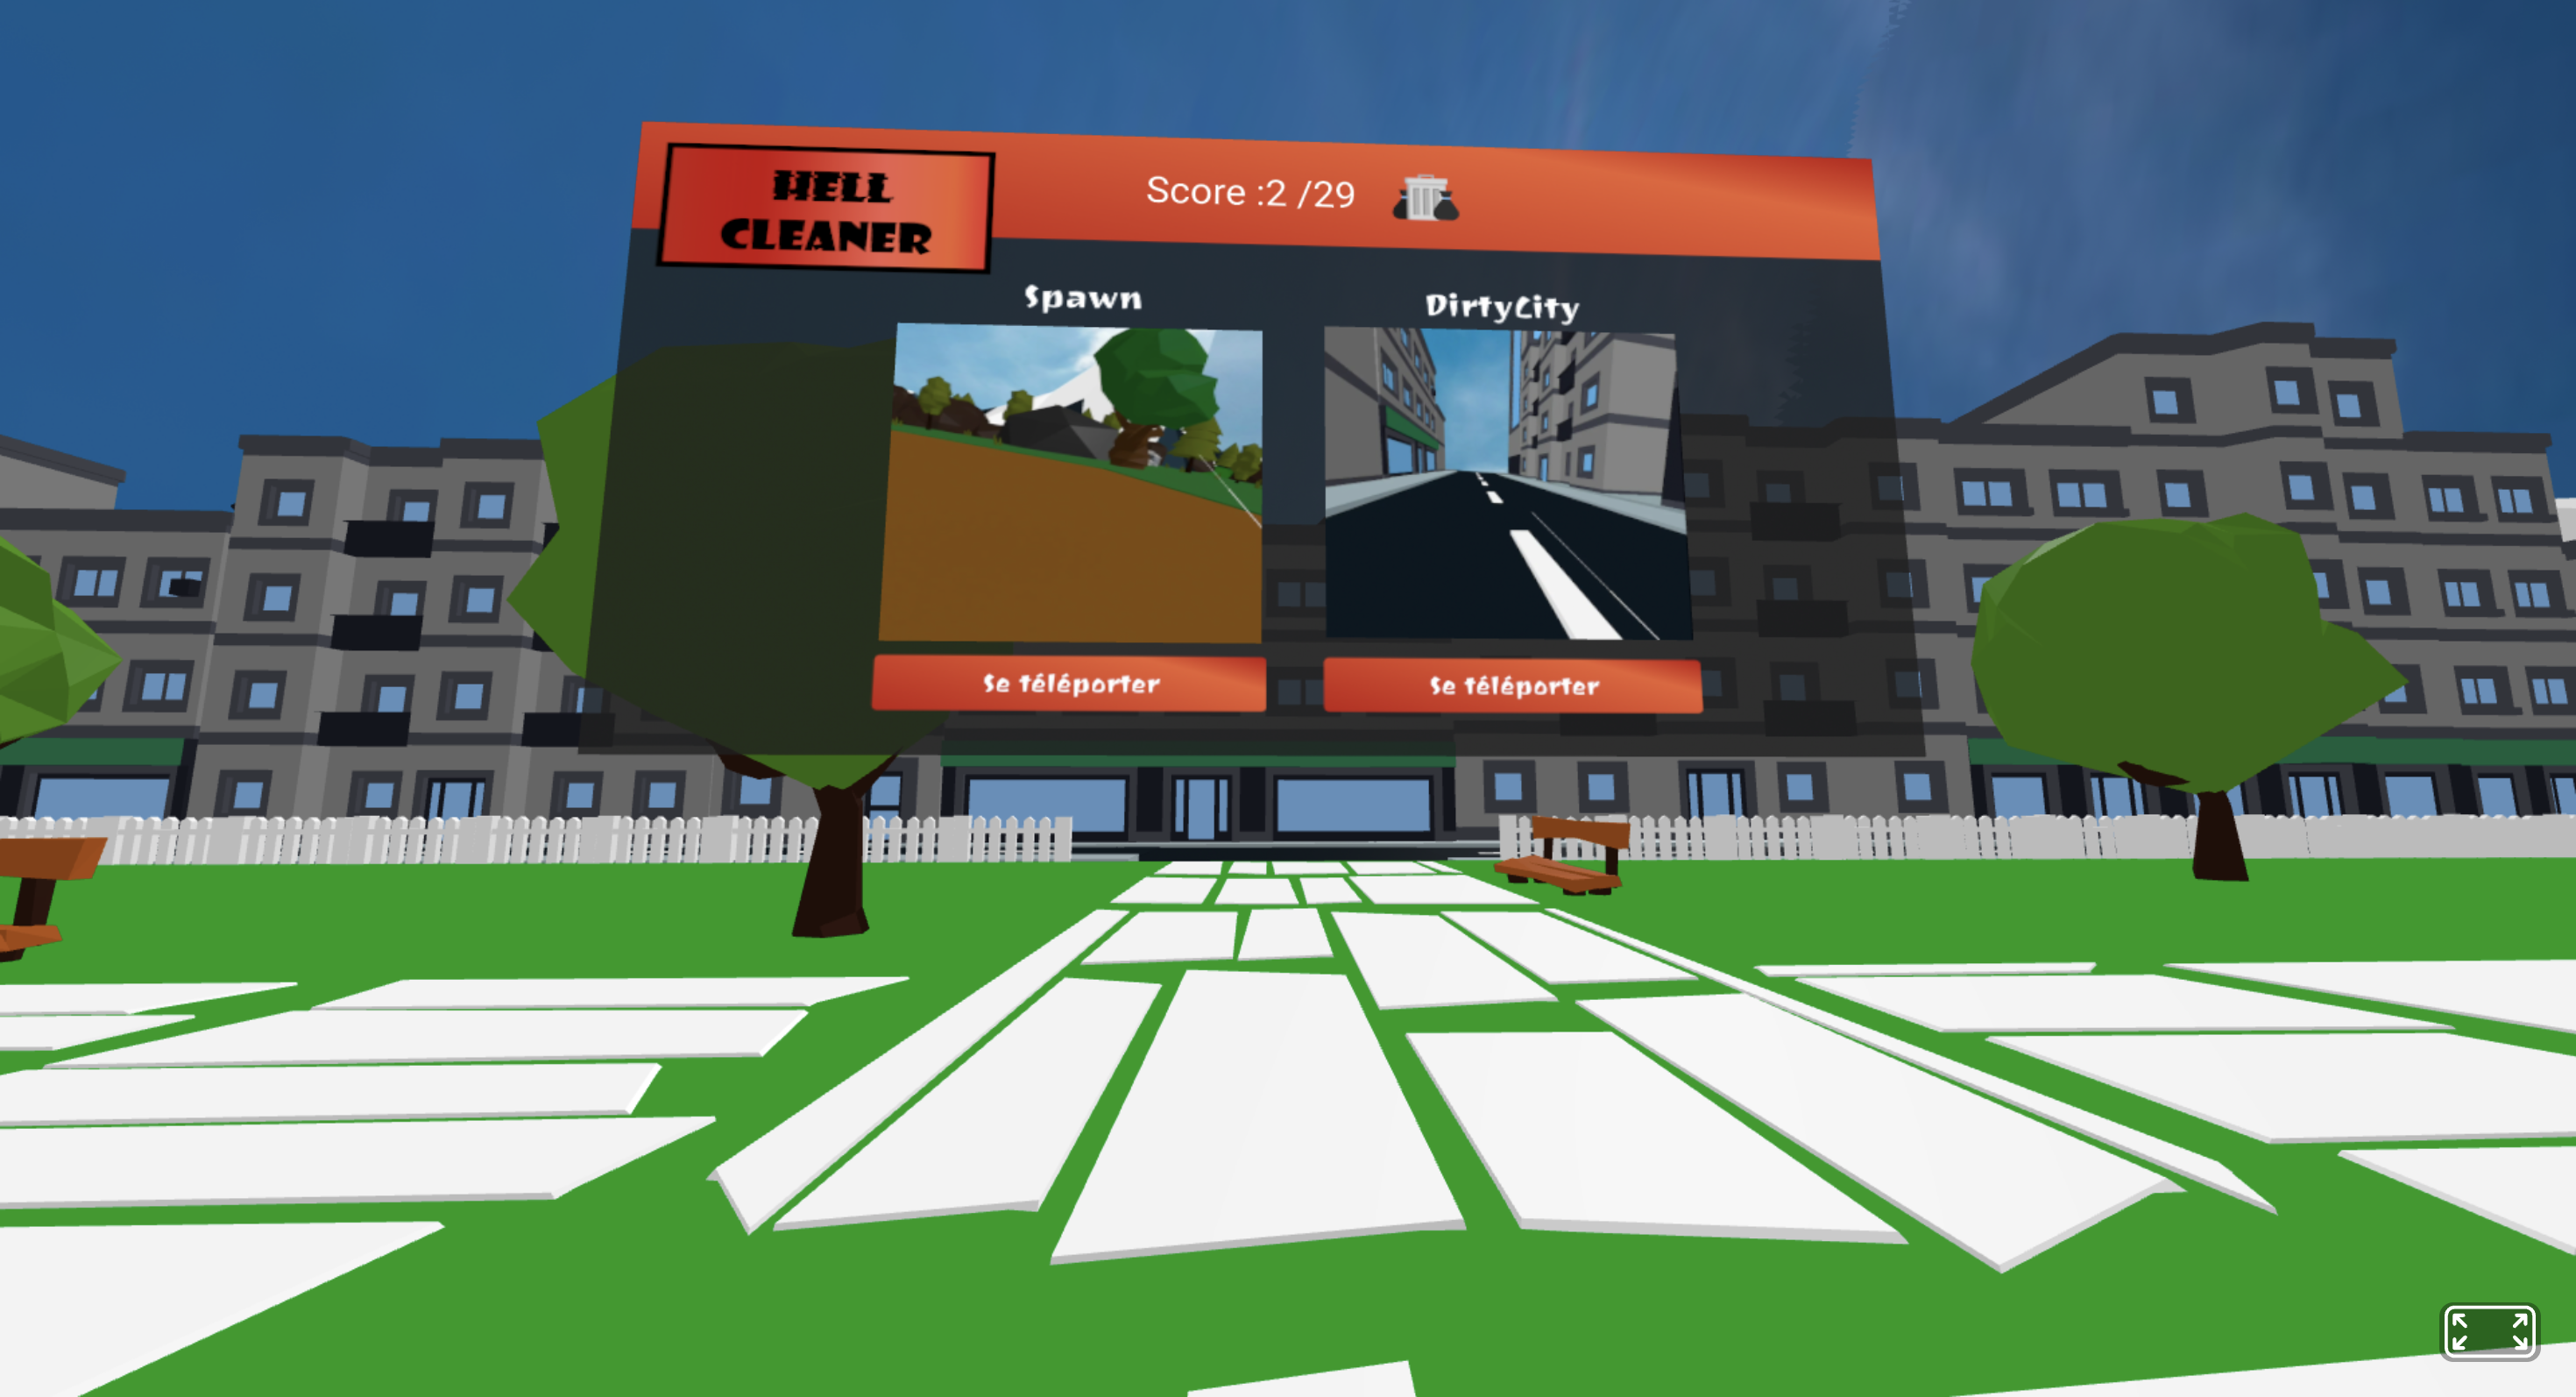 HELL
CLEANER
Score :2 /29
Spawn
DirtyCity
Se téléporter
Se téléporter